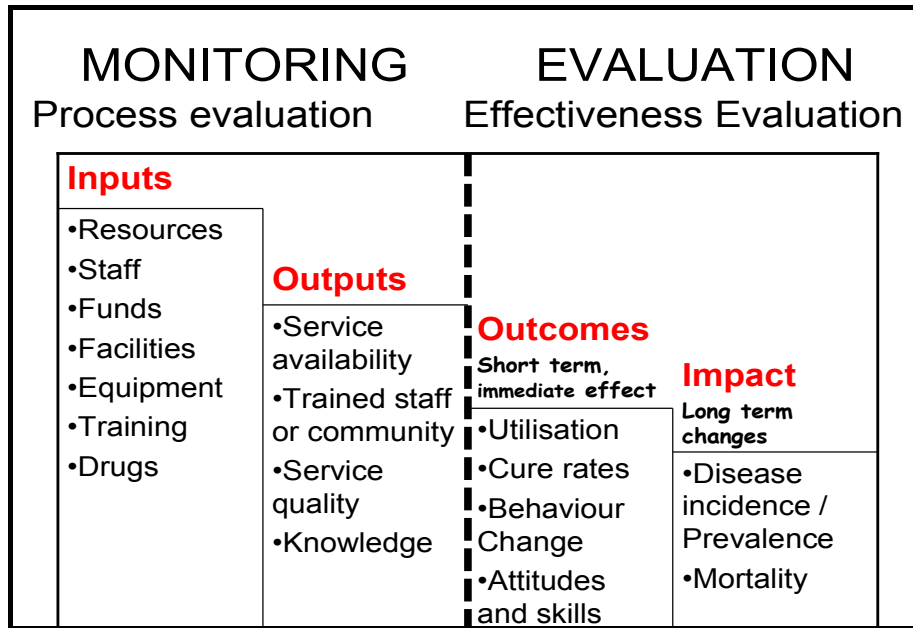 MONITORING
Process evaluation
EVALUATION
Effectiveness Evaluation
Inputs
•Resources
•Staff
•Funds
•Facilities
•Equipment
•Training
•Drugs
Outputs
•Service
availability
•Trained staff
or community
•Service
quality
•Knowledge
Outcomes
Short term,
immediate effect
•Utilisation
•Cure rates
•Behaviour
Change
•Attitudes
and skills
Impact
Long term
changes
•Disease
incidence /
Prevalence
•Mortality